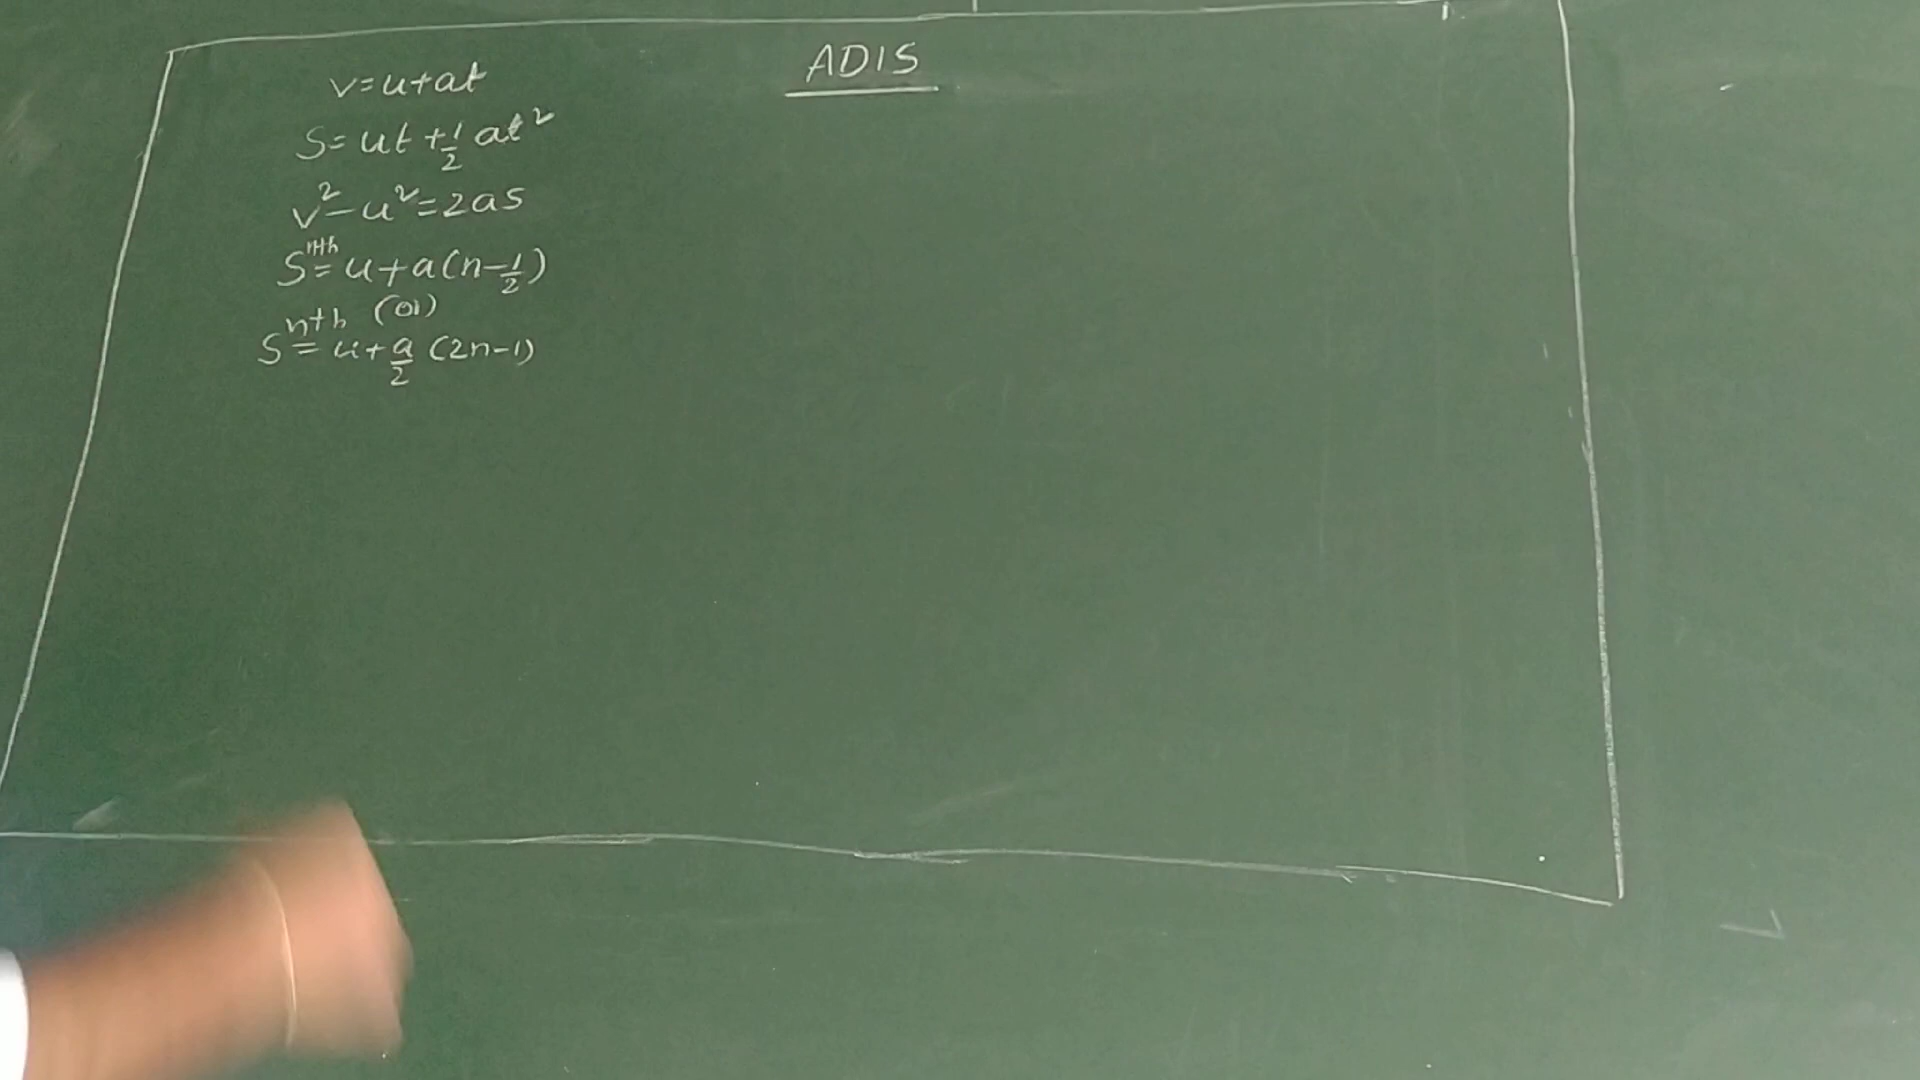 ADIS
v=u+at
S=ut+½at²
v²-u²=2as
Sⁿᵗʰ=u+a(n-½)
(or)
Sⁿᵗʰ=u+a/2(2n-1)